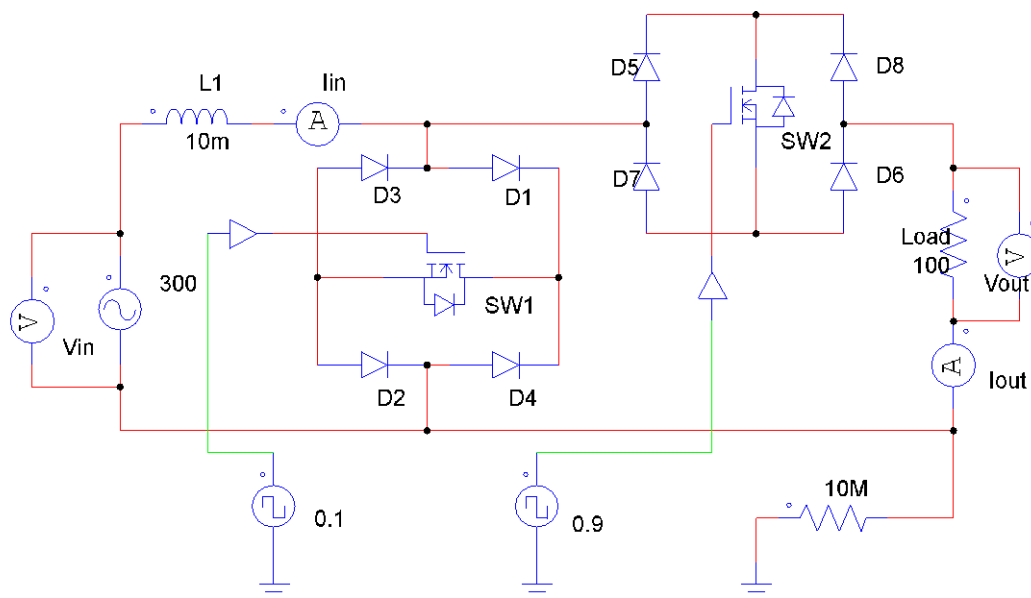 L1
Iin
A
10m
D5
D8
SW2
D3
D1
D7
D6
Load
100
V
Vout
300
SW1
V
Vin
D2
D4
A
Iout
10M
0.1
0.9